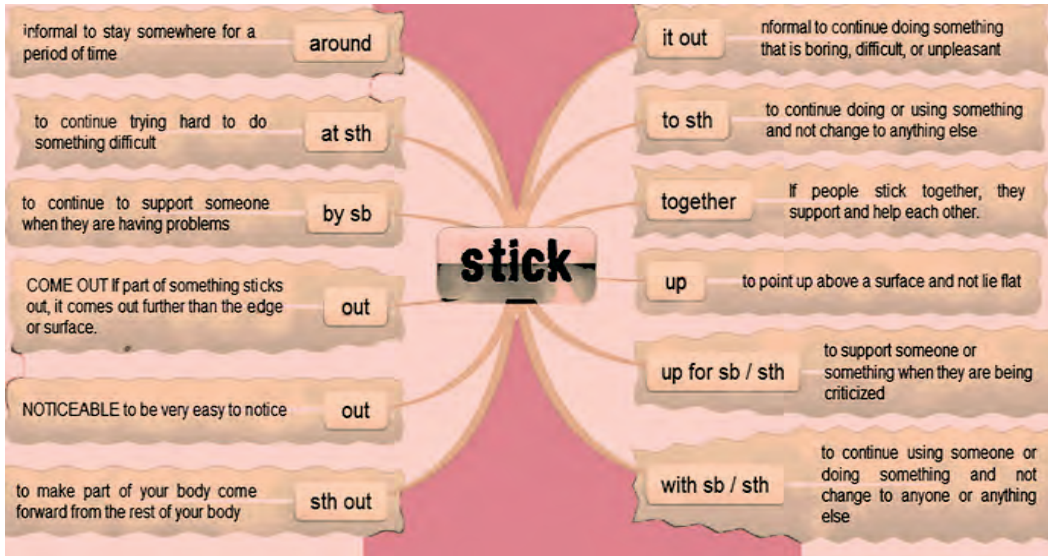 informal to stay somewhere for a
period of time
around
to continue trying hard to do
something difficult
at sth
to continue to support someone
when they are having problems
by sb
COME OUT If part of something sticks
out, it comes out further than the edge
or surface.
out
NOTICEABLE to be very easy to notice
out
to make part of your body come
forward from the rest of your body
sth out
stick
it out
nformal to continue doing something
that is boring, difficult, or unpleasant
to sth
to continue doing or using something
and not change to anything else
together
If people stick together, they
support and help each other.
up
to point up above a surface and not lie flat
up for sb / sth
to support someone or
something when they are being
criticized
with sb / sth
to continue using someone or
doing something and not
change to anyone or anything
else